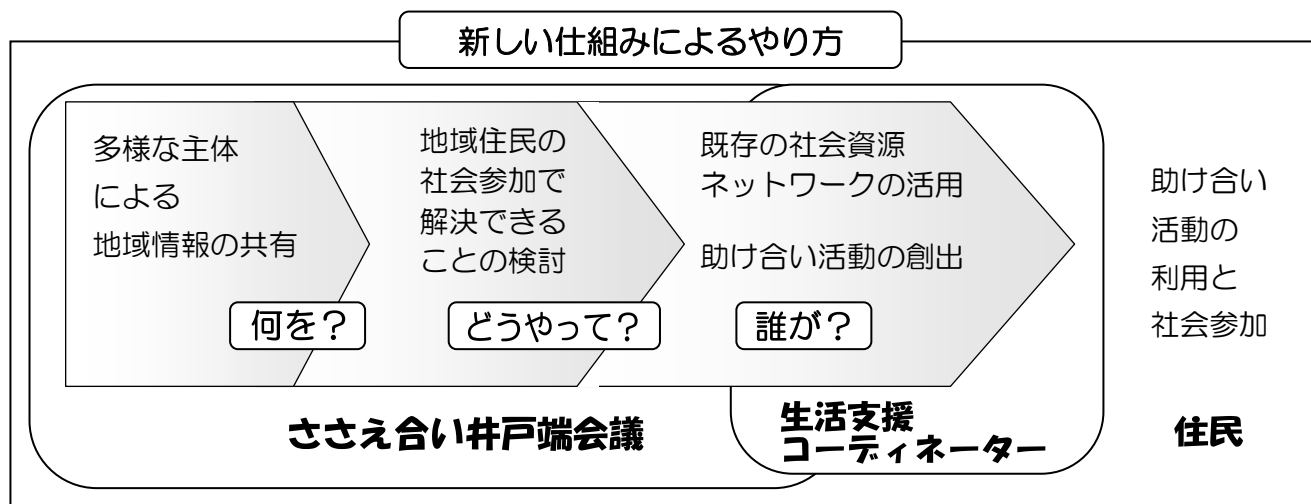 新しい仕組みによるやり方
多様な主体
による
地域情報の共有
何を？
地域住民の
社会参加で
解決できる
ことの検討
どうやって？
既存の社会資源
ネットワークの活用
助け合い活動の創出
誰が？
助け合い
活動の
利用と
社会参加
ささえ合い井戸端会議
生活支援
コーディネーター
住民